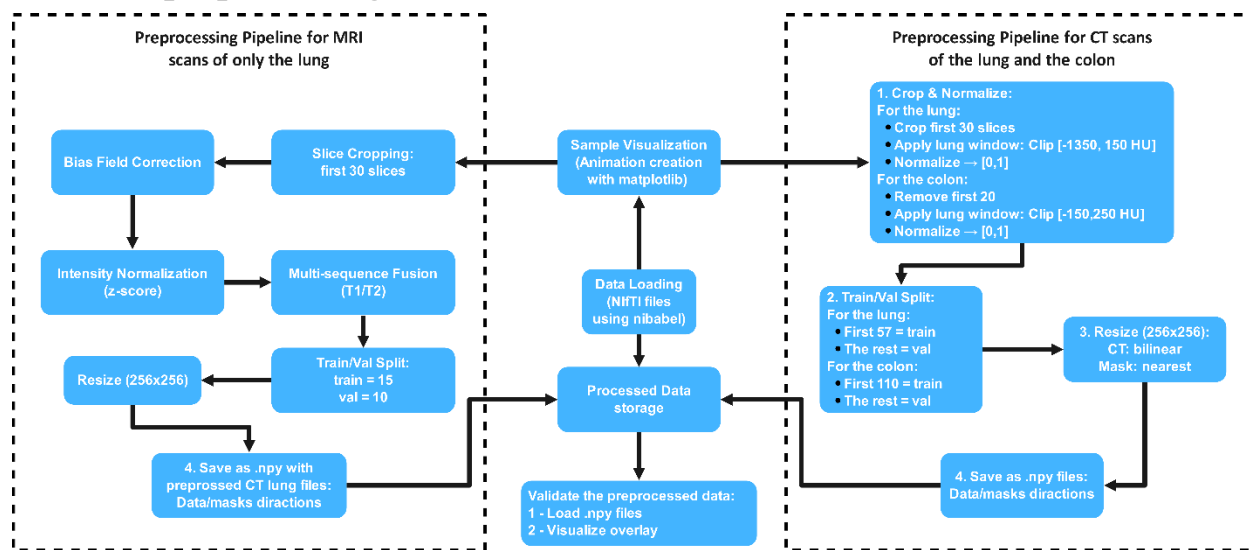 Preprocessing Pipeline for MRI
scans of only the lung
Bias Field Correction
Slice Cropping:
first 30 slices
Intensity Normalization
(z-score)
Multi-sequence Fusion
(T1/T2)
Resize (256x256)
Train/Val Split:
train = 15
val = 10
4. Save as .npy with
preprossed CT lung files:
Data/masks directions
Sample Visualization
(Animation creation
with matplotlib)
Data Loading
(NIfTI files
using nibabel)
Processed Data
storage
Validate the preprocessed data:
1 - Load .npy files
2 - Visualize overlay
Preprocessing Pipeline for CT scans
of the lung and the colon
1. Crop & Normalize:
For the lung:
• Crop first 30 slices
• Apply lung window: Clip [-1350, 150 HU]
• Normalize → [0,1]
For the colon:
• Remove first 20
• Apply lung window: Clip [-150,250 HU]
• Normalize → [0,1]
2. Train/Val Split:
For the lung:
• First 57 = train
• The rest = val
For the colon:
• First 110 = train
• The rest = val
3. Resize (256x256):
CT: bilinear
Mask: nearest
4. Save as .npy files:
Data/masks directions